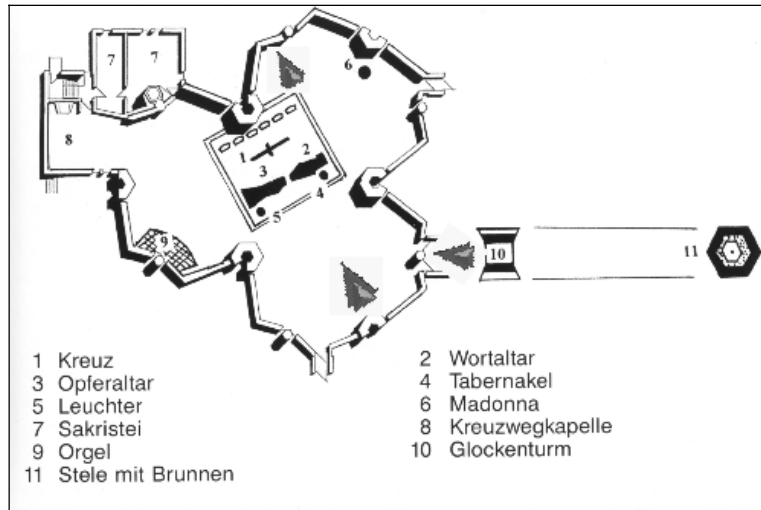 7 7
6
8
1 2
3
4
5
9
10
11
1 Kreuz
3 Opferaltar
5 Leuchter
7 Sakristei
9 Orgel
11 Stele mit Brunnen
2 Wortaltar
4 Tabernakel
6 Madonna
8 Kreuzwegkapelle
10 Glockenturm